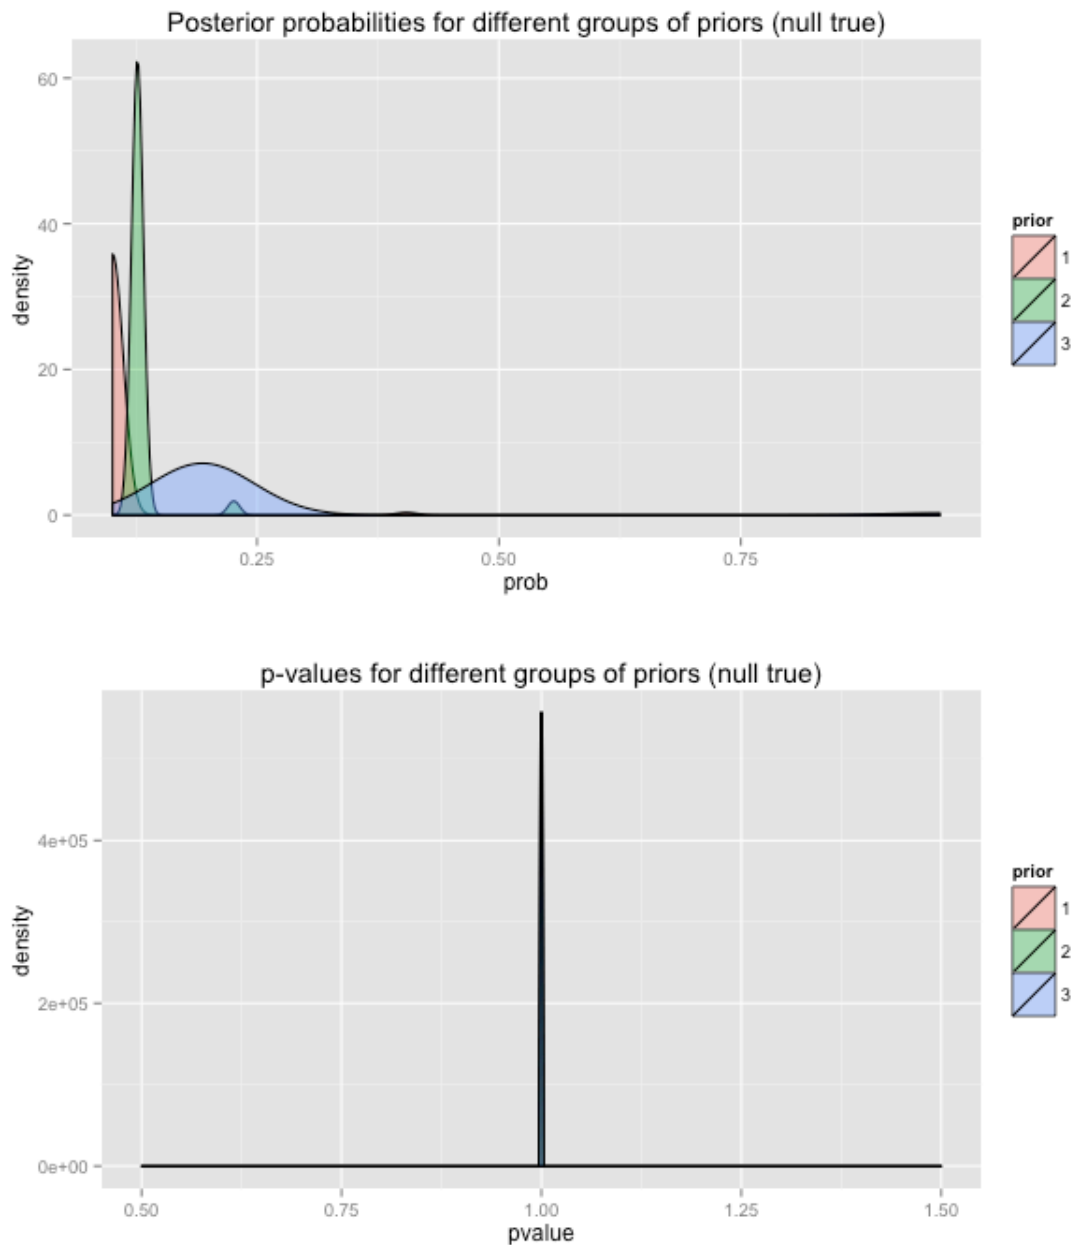 Posterior probabilities for different groups of priors (null true)
60
40
20
0
density
0.25 0.50 0.75
prob
prior
1
2
3
p-values for different groups of priors (null true)
4e+05
2e+05
0e+00
density
0.50 0.75 1.00 1.25 1.50
pvalue
prior
1
2
3